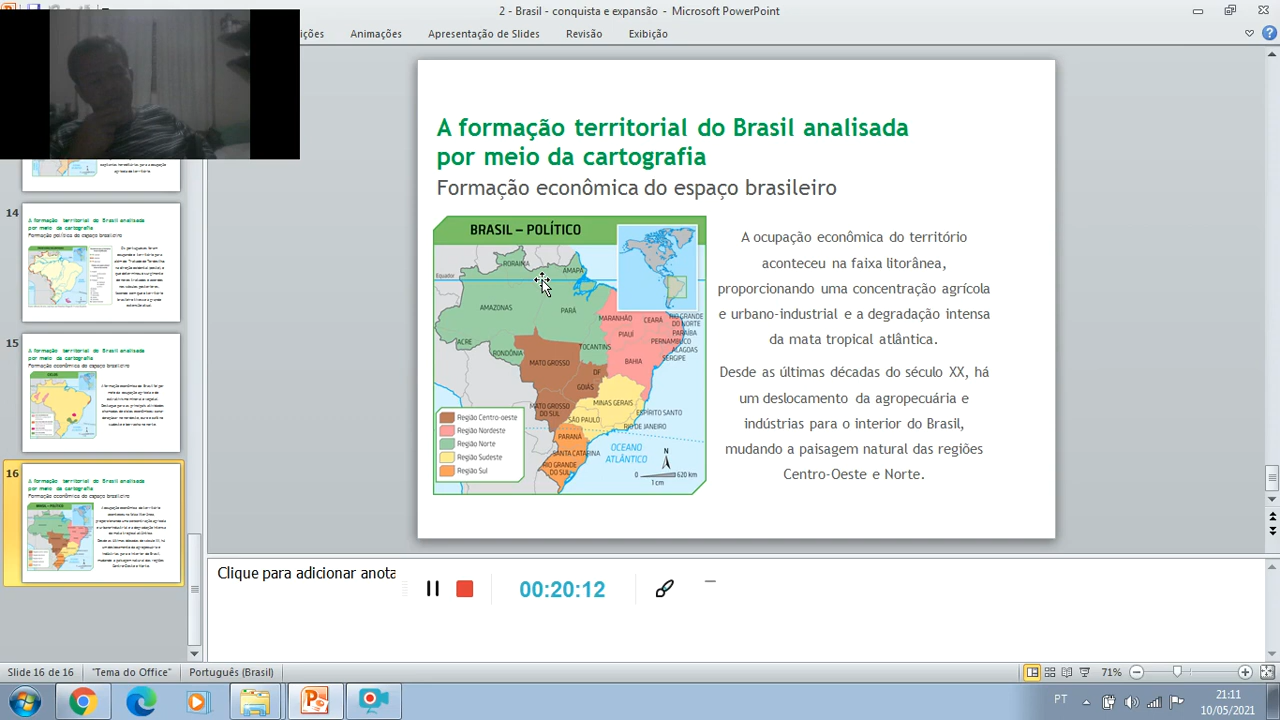 2 - Brasil - conquista e expansão - Microsoft PowerPoint
ições Animações Apresentação de Slides Revisão Exibição
14
A formação territorial do Brasil analisada
por meio da cartografia
Formação política do espaço brasileiro
15
A formação territorial do Brasil analisada
por meio da cartografia
Formação econômica do espaço brasileiro
16
A formação territorial do Brasil analisada
por meio da cartografia
Formação econômica do espaço brasileiro
BRASIL – POLÍTICO
A formação territorial do Brasil analisada
por meio da cartografia
Formação econômica do espaço brasileiro
BRASIL – POLÍTICO
Equador
RORAIMA
AMAPÁ
AMAZONAS
PARÁ
MARANHÃO
CEARÁ
RIO GRANDE
DO NORTE
PARAÍBA
PIAUÍ
PERNAMBUCO
ALAGOAS
SERGIPE
ACRE
RONDÔNIA
TOCANTINS
MATO GROSSO
BAHIA
DF
GOIÁS
MINAS GERAIS
MATO GROSSO
DO SUL
ESPÍRITO SANTO
SÃO PAULO
RIO DE JANEIRO
PARANÁ
SANTA CATARINA
RIO GRANDE
DO SUL
OCEANO
ATLÂNTICO
N
0 620 km
1 cm
Região Centro-oeste
Região Nordeste
Região Norte
Região Sudeste
Região Sul
A ocupação econômica do território
aconteceu na faixa litorânea,
proporcionando uma concentração agrícola
e urbano-industrial e a degradação intensa
da mata tropical atlântica.
Desde as últimas décadas do século XX, há
um deslocamento da agropecuária e
indústrias para o interior do Brasil,
mudando a paisagem natural das regiões
Centro-Oeste e Norte.
Clique para adicionar anota
00:20:12
Slide 16 de 16 "Tema do Office" Português (Brasil) 71%
PT
21:11
10/05/2021